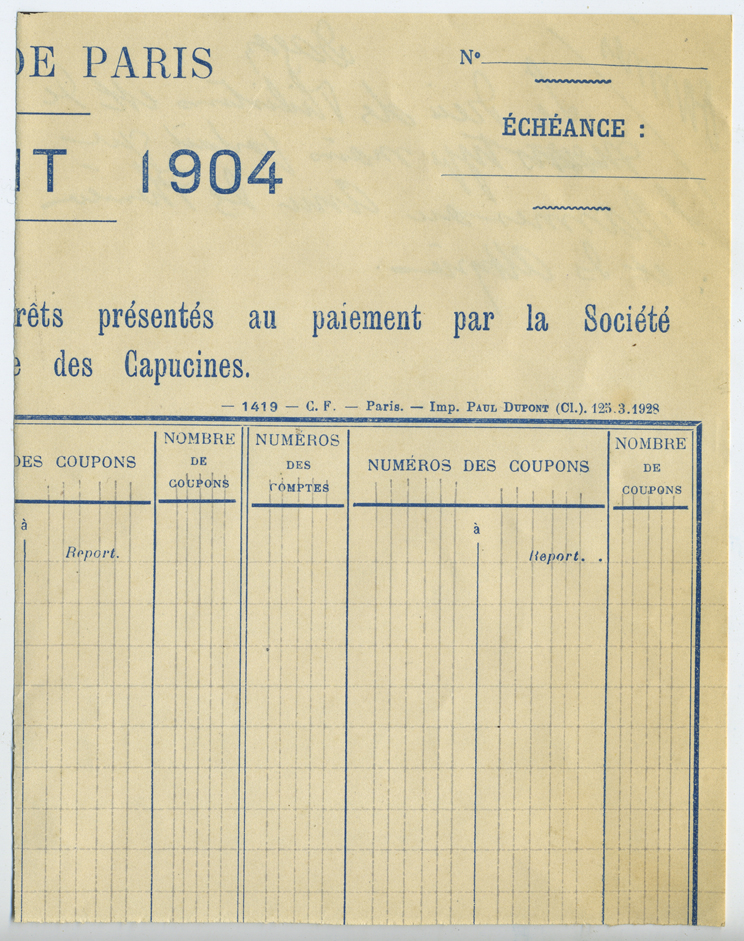 DE PARIS
N°
ÉCHÉANCE :
NT 1904
rêts présentés au paiement par la Société
e des Capucines.
— 1419 — C. F. — Paris. — Imp. PAUL DUPONT (Cl.). 125.3.1928
DES COUPONS
NOMBRE
DE
COUPONS
NUMÉROS
DES
COMPTES
NUMÉROS DES COUPONS
NOMBRE
DE
COUPONS
à
Report.
à
Report. .